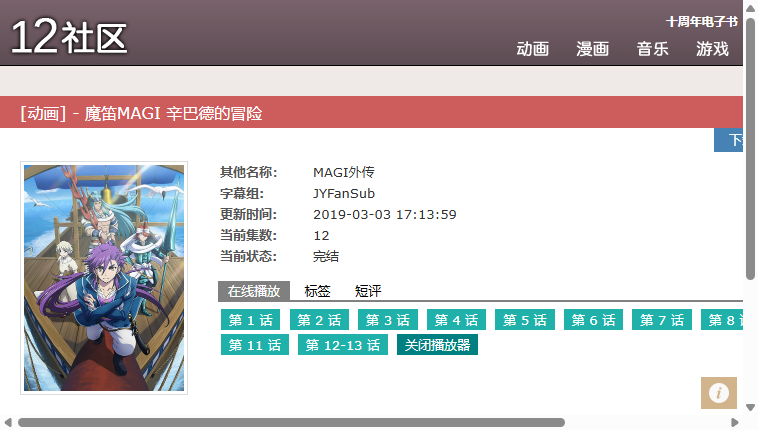 12社区
十周年电子书
动画 漫画 音乐 游戏
[动画] - 魔笛MAGI 辛巴德的冒险
下
其他名称: MAGI外传
字幕组: JYFanSub
更新时间: 2019-03-03 17:13:59
当前集数: 12
当前状态: 完结
在线播放 标签 短评
第 1 话 第 2 话 第 3 话 第 4 话 第 5 话 第 6 话 第 7 话 第 8
第 11 话 第 12-13 话 关闭播放器